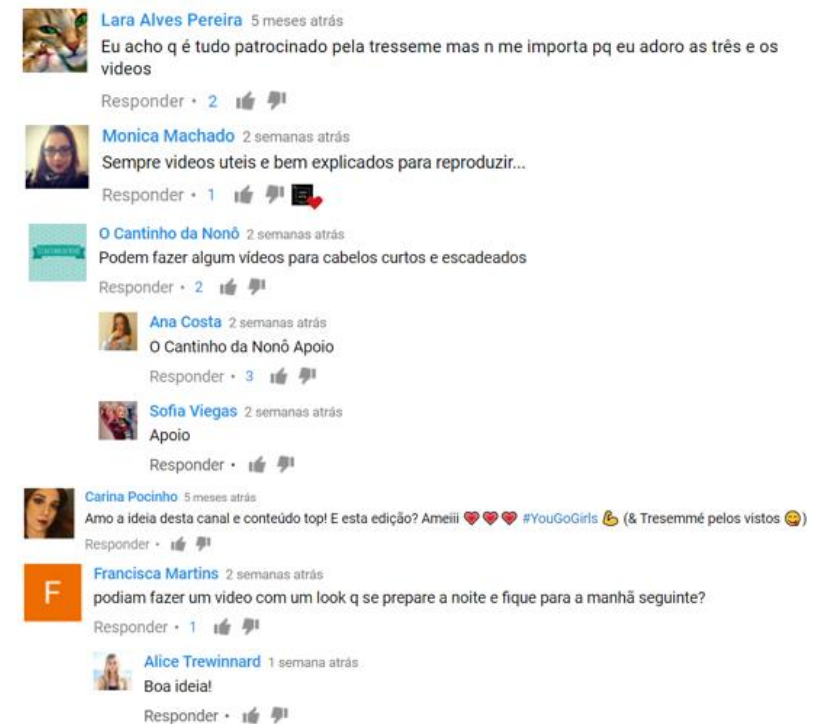 Lara Alves Pereira 5 meses atrás
Eu acho q é tudo patrocinado pela tresseme mas n me importa pq eu adoro as três e os
videos
Responder • 2
Monica Machado 2 semanas atrás
Sempre videos uteis e bem explicados para reproduzir...
Responder • 1
O Cantinho da Nonô 2 semanas atrás
Podem fazer algum vídeos para cabelos curtos e escadeados
Responder • 2
Ana Costa 2 semanas atrás
O Cantinho da Nonô Apoio
Responder • 3
Sofia Viegas 2 semanas atrás
Apoio
Responder •
Carina Pocinho 5 meses atrás
Amo a ideia desta canal e conteúdo top! E esta edição? Ameiii 💗💗💗 #YouGoGirls 💪 (& Tresemmé pelos vistos 😋)
Responder •
F
Francisca Martins 2 semanas atrás
podiam fazer um video com um look q se prepare a noite e fique para a manhã seguinte?
Responder • 1
Alice Trewinnard 1 semana atrás
Boa ideia!
Responder •